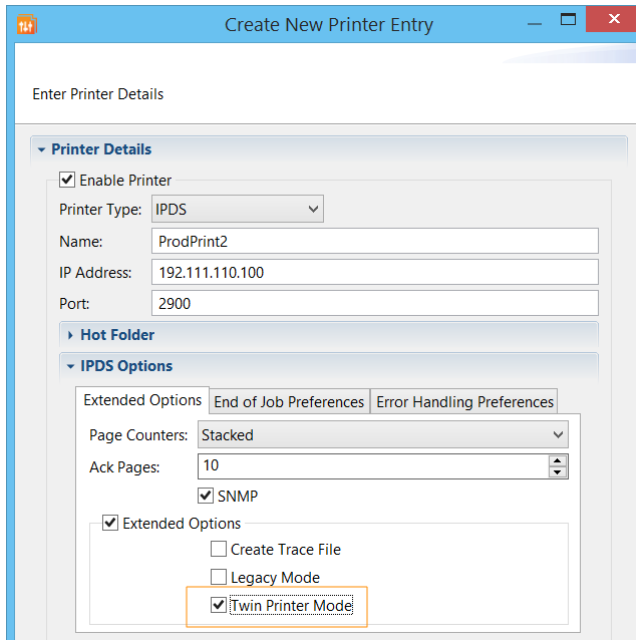 Create New Printer Entry
Enter Printer Details
Printer Details
Enable Printer
Printer Type: IPDS
Name: ProdPrint2
IP Address: 192.111.110.100
Port: 2900
Hot Folder
IPDS Options
Extended Options End of Job Preferences Error Handling Preferences
Page Counters: Stacked
Ack Pages: 10
SNMP
Extended Options
Create Trace File
Legacy Mode
Twin Printer Mode